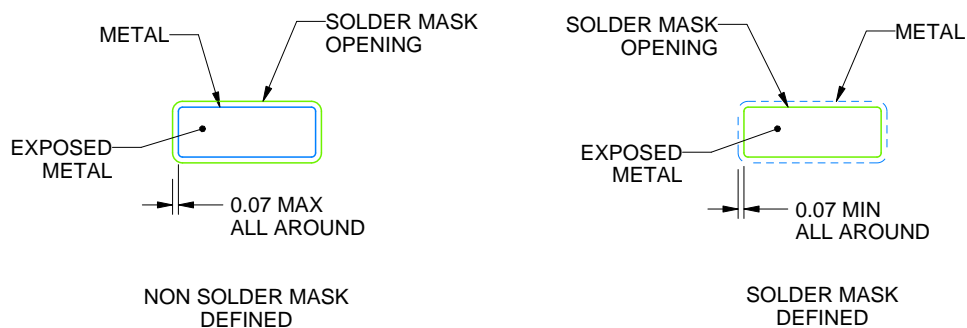 METAL
SOLDER MASK
OPENING
EXPOSED
METAL
0.07 MAX
ALL AROUND
NON SOLDER MASK
DEFINED
SOLDER MASK
OPENING
METAL
EXPOSED
METAL
0.07 MIN
ALL AROUND
SOLDER MASK
DEFINED